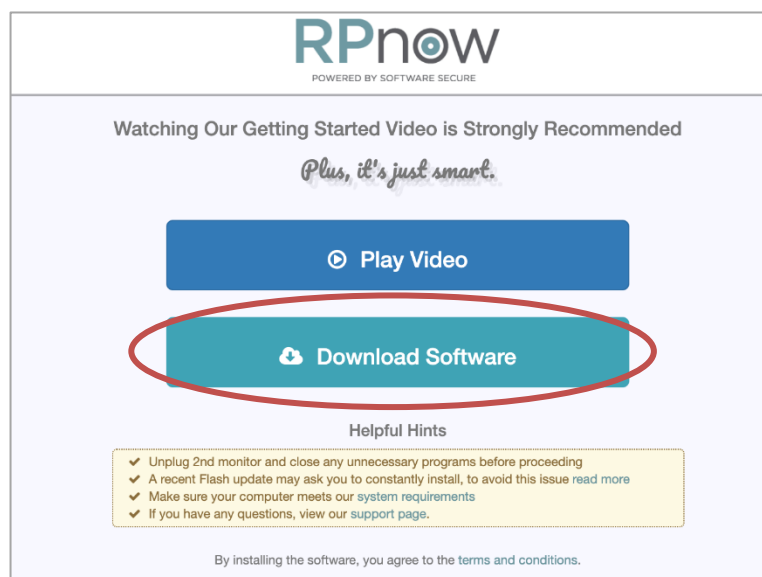 RPnow
POWERED BY SOFTWARE SECURE
Watching Our Getting Started Video is Strongly Recommended
Plus, it's just smart.
Play Video
Download Software
Helpful Hints
Unplug 2nd monitor and close any unnecessary programs before proceeding
A recent Flash update may ask you to constantly install, to avoid this issue read more
Make sure your computer meets our system requirements
If you have any questions, view our support page.
By installing the software, you agree to the terms and conditions.